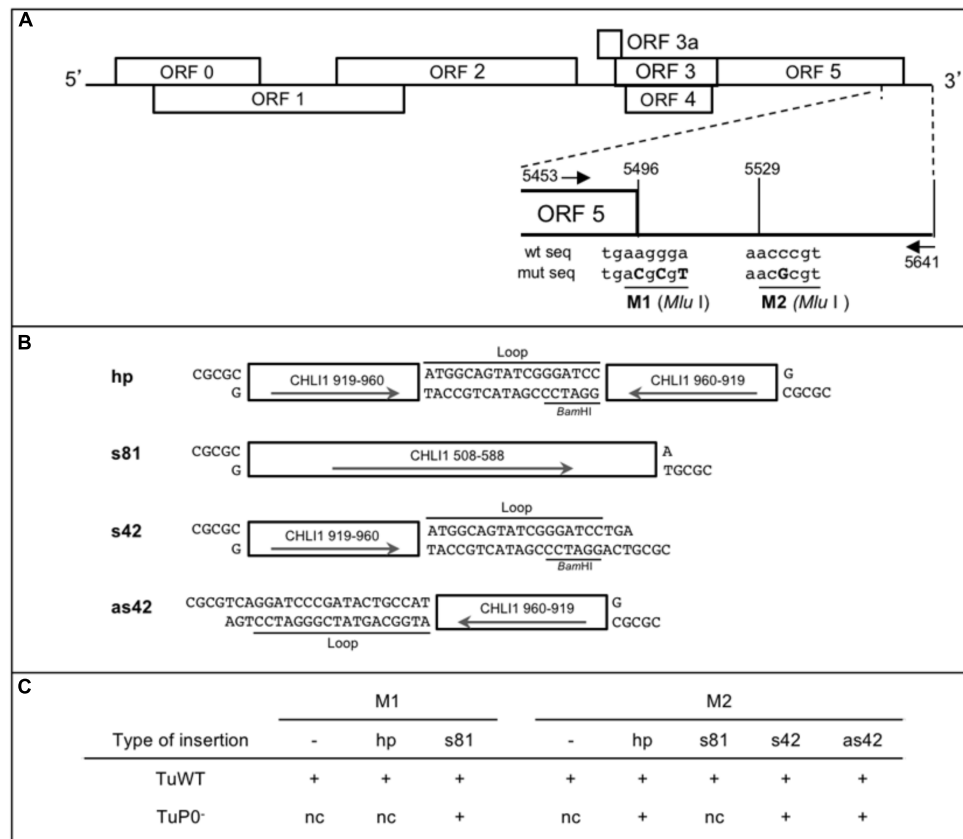 A
ORF 3a
5’ ORF 0 ORF 2 ORF 3 ORF 5 3’
ORF 1 ORF 4
5453 5496 5529
ORF 5
wt seq tgaaggga aacccgt 5641
mut seq tgaCgCgT aacGcgt
M1 (Mlu I) M2 (Mlu I )
B
Loop
hp CGCGC CHLI1 919-960 ATGGCAGTATCGGGATCC CHLI1 960-919 G
G TACCGTCATAGCCCTAGG CGCGC
BamHI
s81 CGCGC CHLI1 508-588 A
G TGCGC
Loop
s42 CGCGC CHLI1 919-960 ATGGCAGTATCGGGATCCTGA
G TACCGTCATAGCCCTAGGACTGCGC
BamHI
as42 CGCGTCAGGATCCCGATACTGCCAT CHLI1 960-919 G
AGTCCTAGGGCTATGACGGTA CGCGC
Loop
C
M1 M2
Type of insertion - hp s81 - hp s81 s42 as42
TuWT + + + + + + + +
TuP0- nc nc + nc + nc + +